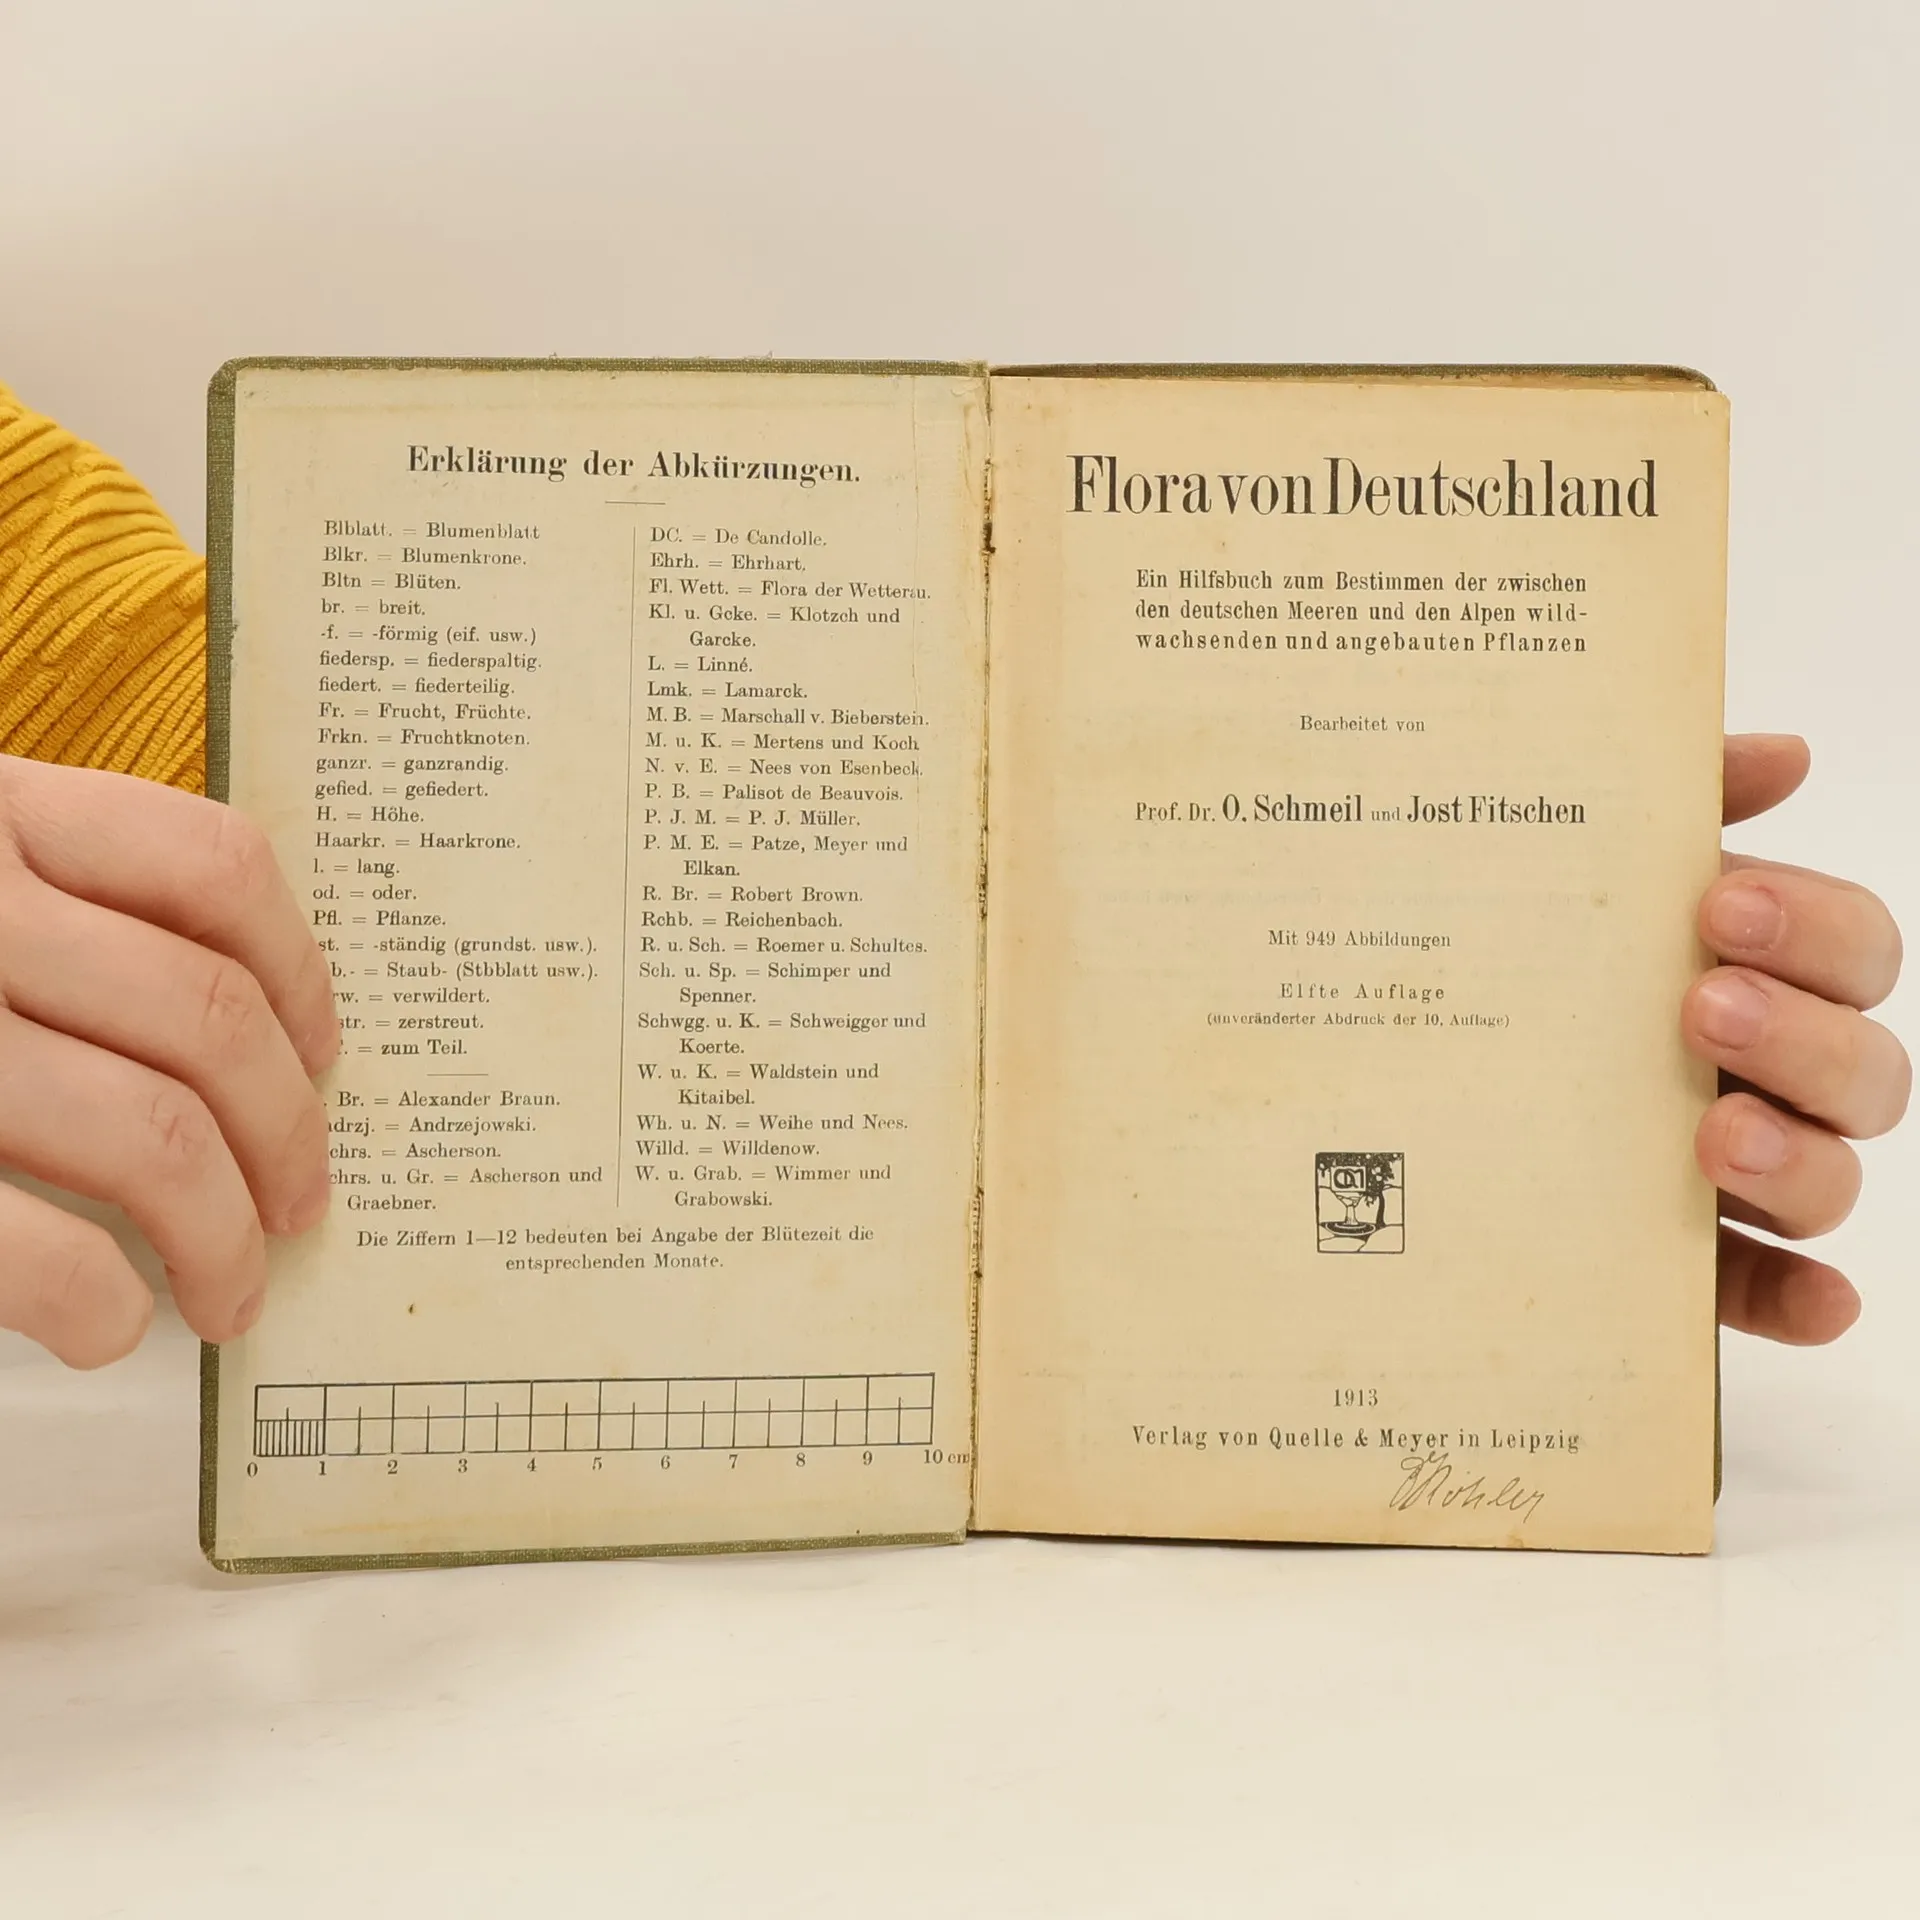 Erklärung der Abkürzungen.
Blblatt. = Blumenblatt
Blkr. = Blumenkrone.
Bltn = Blüten.
br. = breit.
-f. = -förmig (eif. usw.)
fiedersp. = fiederspaltig.
fiedert. = fiederteilig.
Fr. = Frucht, Früchte.
Frkn. = Fruchtknoten.
ganzr. = ganzrandig.
gefied. = gefiedert.
H. = Höhe.
Haarkr. = Haarkrone.
l. = lang.
od. = oder.
Pfl. = Pflanze.
st. = -ständig (grundst. usw.).
b.- = Staub- (Stbblatt usw.).
rw. = verwildert.
str. = zerstreut.
. = zum Teil.
. Br. = Alexander Braun.
ndrzj. = Andrzejowski.
chrs. = Ascherson.
chrs. u. Gr. = Ascherson und
Graebner.
DC. = De Candolle.
Ehrh. = Ehrhart.
Fl. Wett. = Flora der Wetterau.
Kl. u. Gcke. = Klotzch und
Garcke.
L. = Linné.
Lmk. = Lamarck.
M. B. = Marschall v. Bieberstein.
M. u. K. = Mertens und Koch
N. v. E. = Nees von Esenbeck.
P. B. = Palisot de Beauvois.
P. J. M. = P. J. Müller.
P. M. E. = Patze, Meyer und
Elkan.
R. Br. = Robert Brown.
Rchb. = Reichenbach.
R. u. Sch. = Roemer u. Schultes.
Sch. u. Sp. = Schimper und
Spenner.
Schwgg. u. K. = Schweigger und
Koerte.
W. u. K. = Waldstein und
Kitaibel.
Wh. u. N. = Weihe und Nees.
Willd. = Willdenow.
W. u. Grab. = Wimmer und
Grabowski.
Die Ziffern 1—12 bedeuten bei Angabe der Blütezeit die
entsprechenden Monate.
0 1 2 3 4 5 6 7 8 9 10 cm
Flora von Deutschland
Ein Hilfsbuch zum Bestimmen der zwischen
den deutschen Meeren und den Alpen wild-
wachsenden und angebauten Pflanzen
Bearbeitet von
Prof. Dr. O. Schmeil und Jost Fitschen
Mit 949 Abbildungen
Elfte Auflage
(unveränderter Abdruck der 10. Auflage)
1913
Verlag von Quelle & Meyer in Leipzig